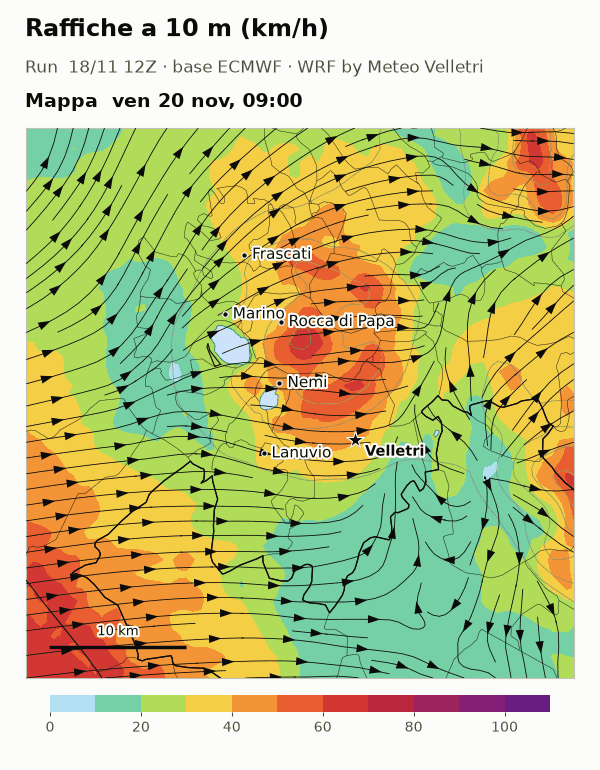 Raffiche a 10 m (km/h)
Run 18/11 12Z · base ECMWF · WRF by Meteo Velletri
Mappa ven 20 nov, 09:00
Frascati
Marino
Rocca di Papa
Nemi
Velletri
Lanuvio
10 km
0 20 40 60 80 100